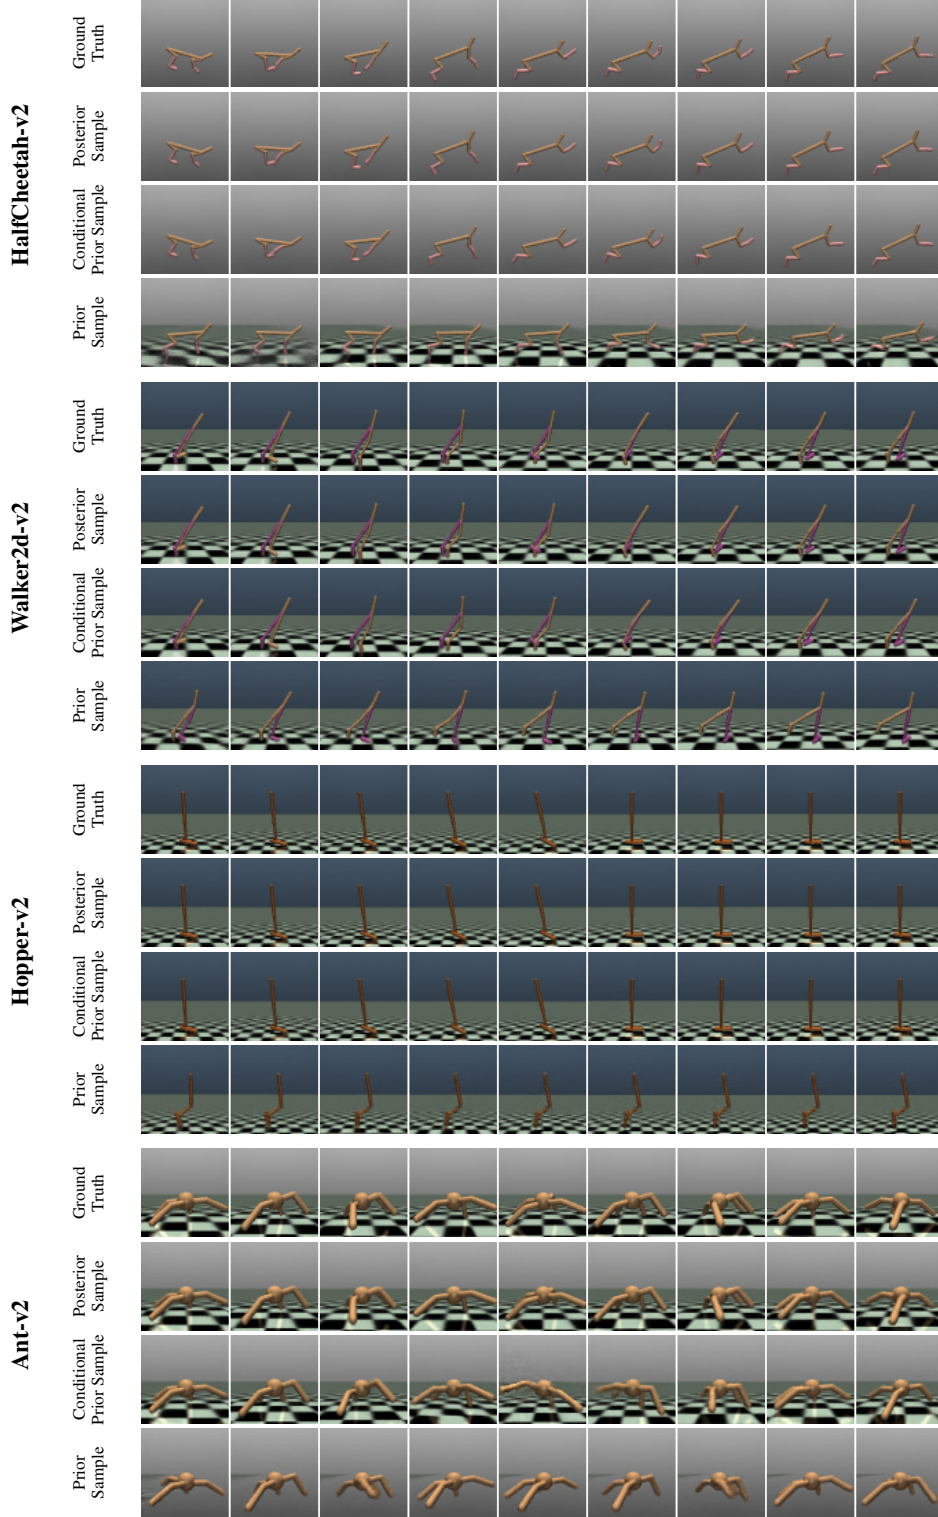 HalfCheetah-v2
Ground
Truth
Posterior
Sample
Conditional
Prior Sample
Prior
Sample
Walker2d-v2
Ground
Truth
Posterior
Sample
Conditional
Prior Sample
Prior
Sample
Hopper-v2
Ground
Truth
Posterior
Sample
Conditional
Prior Sample
Prior
Sample
Ant-v2
Ground
Truth
Posterior
Sample
Conditional
Prior Sample
Prior
Sample